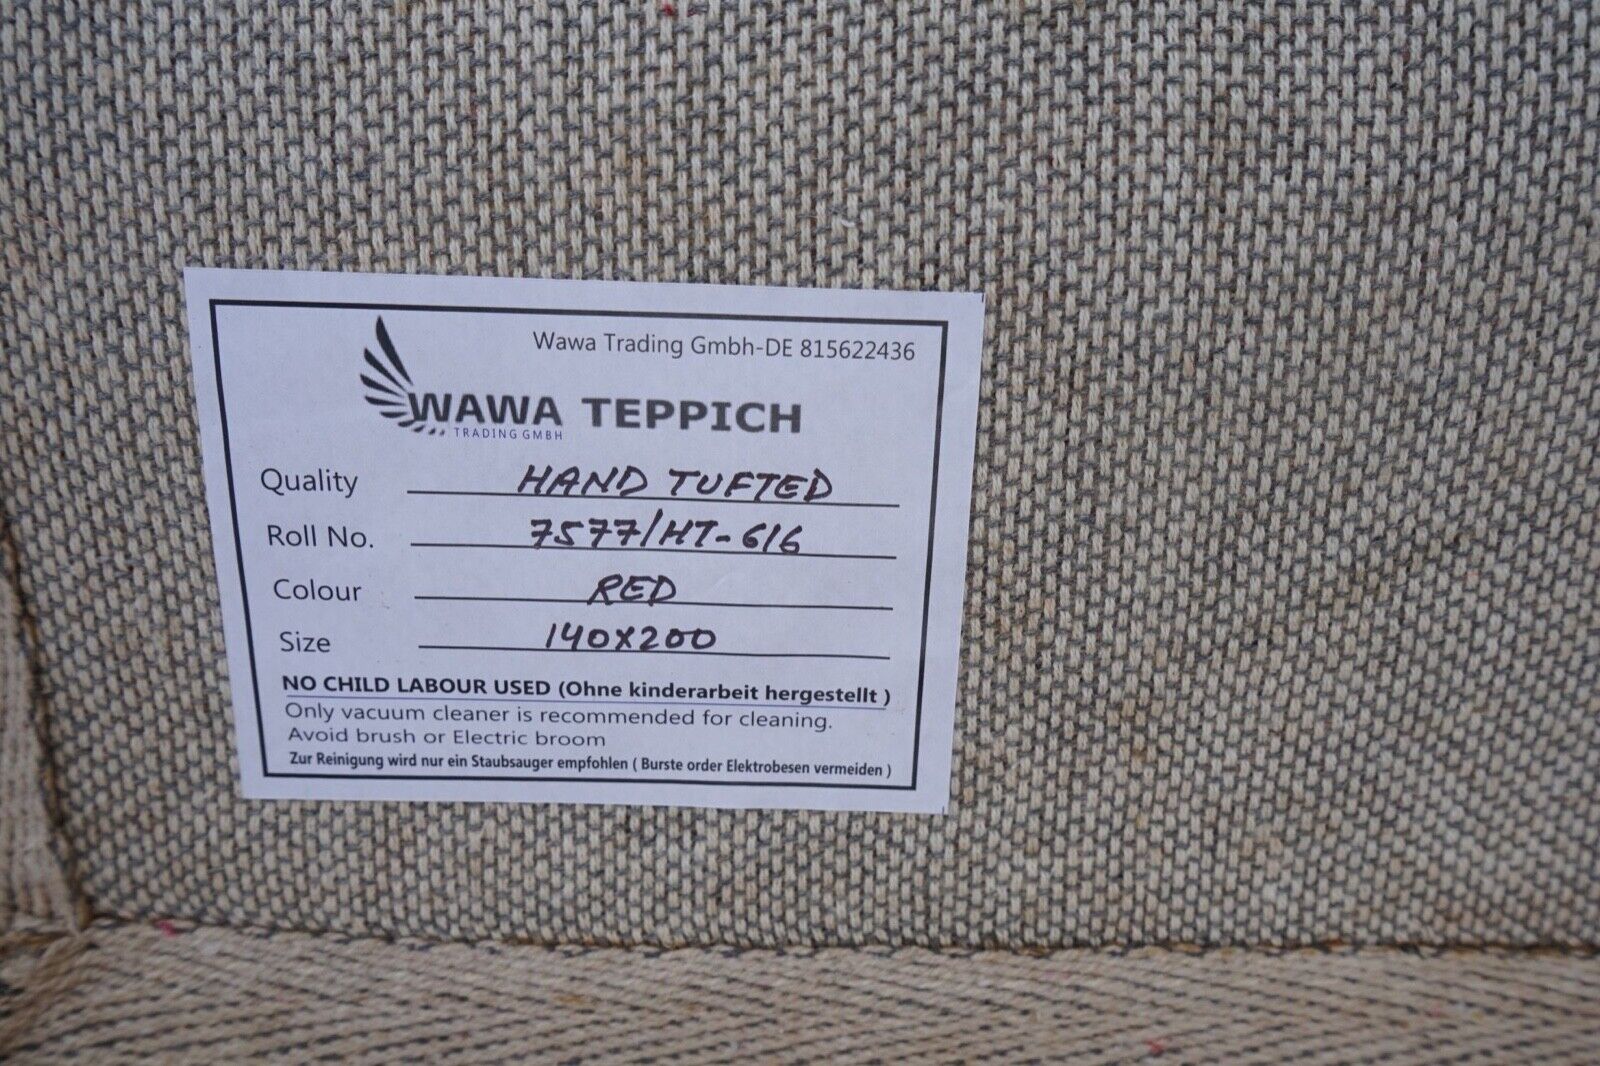 Wawa Trading Gmbh-DE 815622436
WAWA TEPPICH
TRADING GMBH
Quality HAND TUFTED
Roll No. 7577/HT-616
Colour RED
Size 140X200
NO CHILD LABOUR USED (Ohne kinderarbeit hergestellt )
Only vacuum cleaner is recommended for cleaning.
Avoid brush or Electric broom
Zur Reinigung wird nur ein Staubsauger empfohlen ( Burste order Elektrobesen vermeiden )